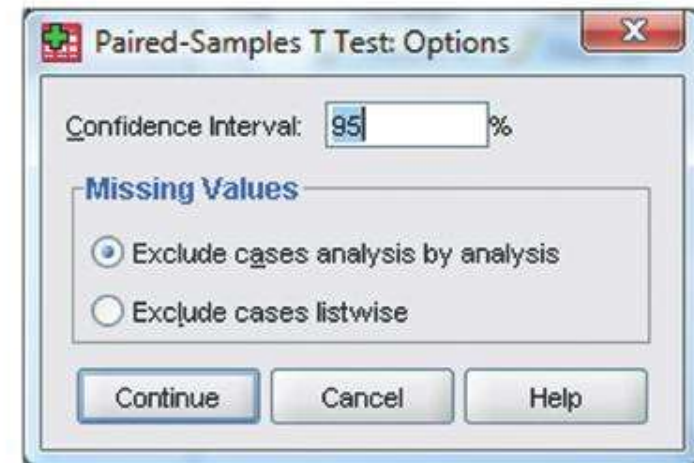 Paired-Samples T Test: Options
Confidence Interval: 95 %
Missing Values
Exclude cases analysis by analysis
Exclude cases listwise
Continue Cancel Help